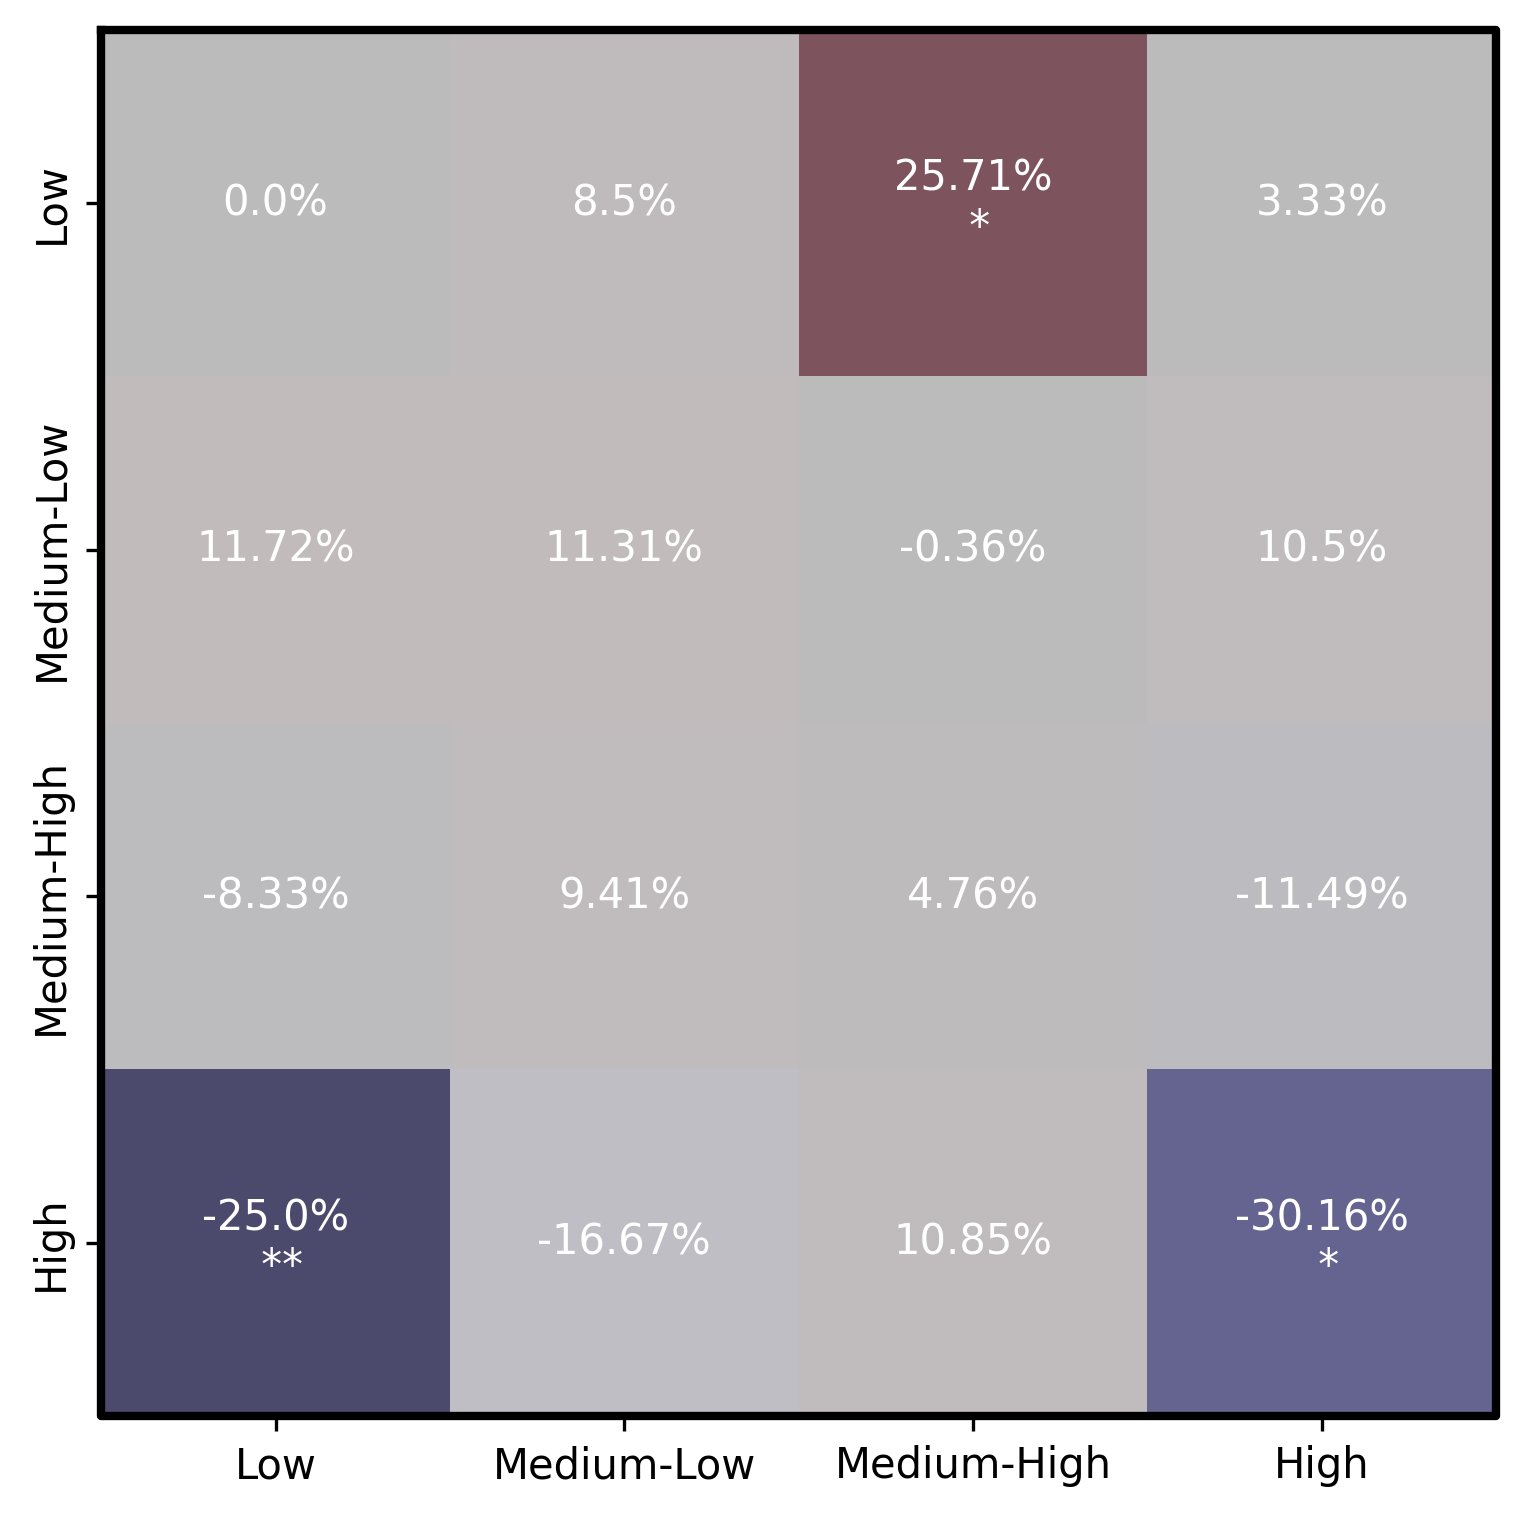 Low
0.0%
8.5%
25.71%
*
3.33%
Medium-Low
11.72%
11.31%
-0.36%
10.5%
Medium-High
-8.33%
9.41%
4.76%
-11.49%
High
-25.0%
**
-16.67%
10.85%
-30.16%
*
Low
Medium-Low
Medium-High
High